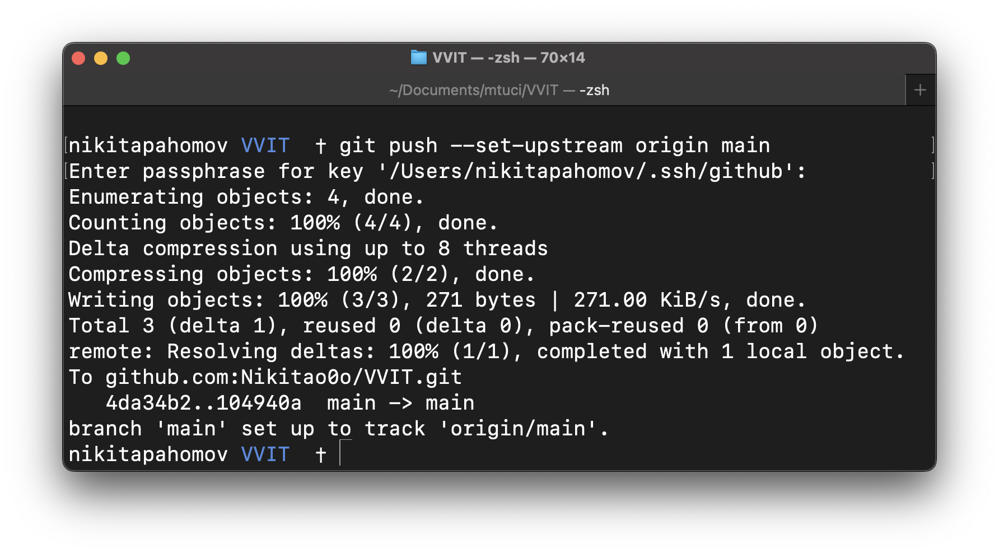 VVIT — -zsh — 70×14
~/Documents/mtuci/VVIT — -zsh
+
nikitapahomov VVIT † git push --set-upstream origin main
Enter passphrase for key '/Users/nikitapahomov/.ssh/github':
Enumerating objects: 4, done.
Counting objects: 100% (4/4), done.
Delta compression using up to 8 threads
Compressing objects: 100% (2/2), done.
Writing objects: 100% (3/3), 271 bytes | 271.00 KiB/s, done.
Total 3 (delta 1), reused 0 (delta 0), pack-reused 0 (from 0)
remote: Resolving deltas: 100% (1/1), completed with 1 local object.
To github.com:Nikitao0o/VVIT.git
   4da34b2..104940a  main -> main
branch 'main' set up to track 'origin/main'.
nikitapahomov VVIT †